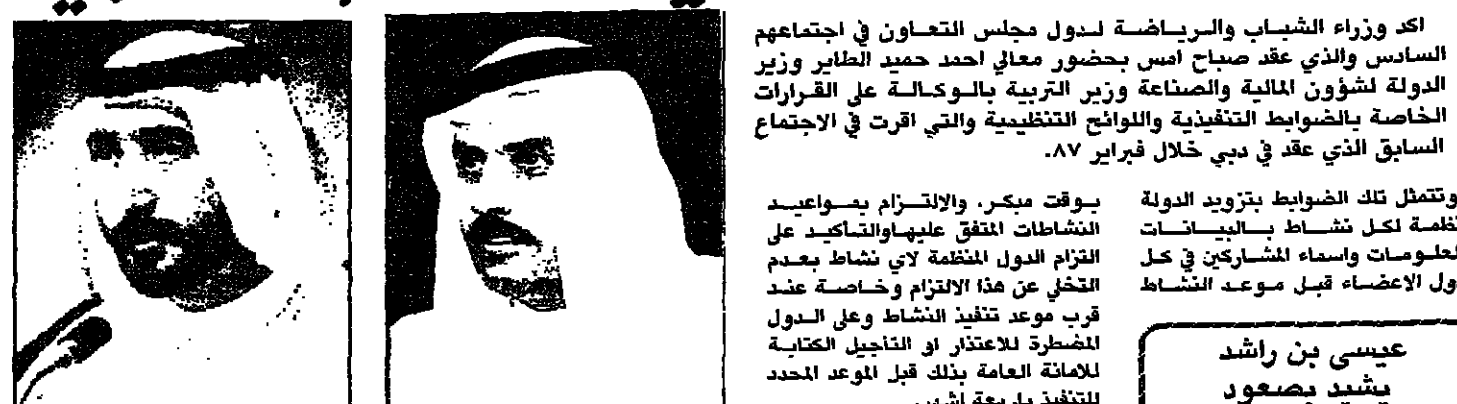 اكد وزراء الشباب والرياضة لدول مجلس التعاون في اجتماعهم
السادس والذي عقد صباح امس بحضور معالي احمد حميد الطاير وزير
الدولة لشؤون المالية والصناعة وزير التربية بالوكالة على القرارات
الخاصة بالضوابط التنفيذية واللوائح التنظيمية والتي اقرت في الاجتماع
السابق الذي عقد في دبي خلال فبراير ٨٧.
وتتمثل تلك الضوابط بتزويد الدولة
لكل نشاط بالبيانات
واسماء المشاركين في كل
الاعضاء قبل موعد النشاط
بوقت مبكر، والالتزام بمواعيد
النشاطات المتفق عليها والتأكيد على
التزام الدول المنظمة لاي نشاط بعدم
التخلي عن هذا الالتزام وخاصة عند
قرب موعد تنفيذ النشاط وعلى الدول
المضطرة للاعتذار او التأجيل الكتابة
للامانة العامة بذلك قبل الموعد المحدد
للتنفيذ باربعة اشهر
عيسى بن راشد
يشيد بصعود